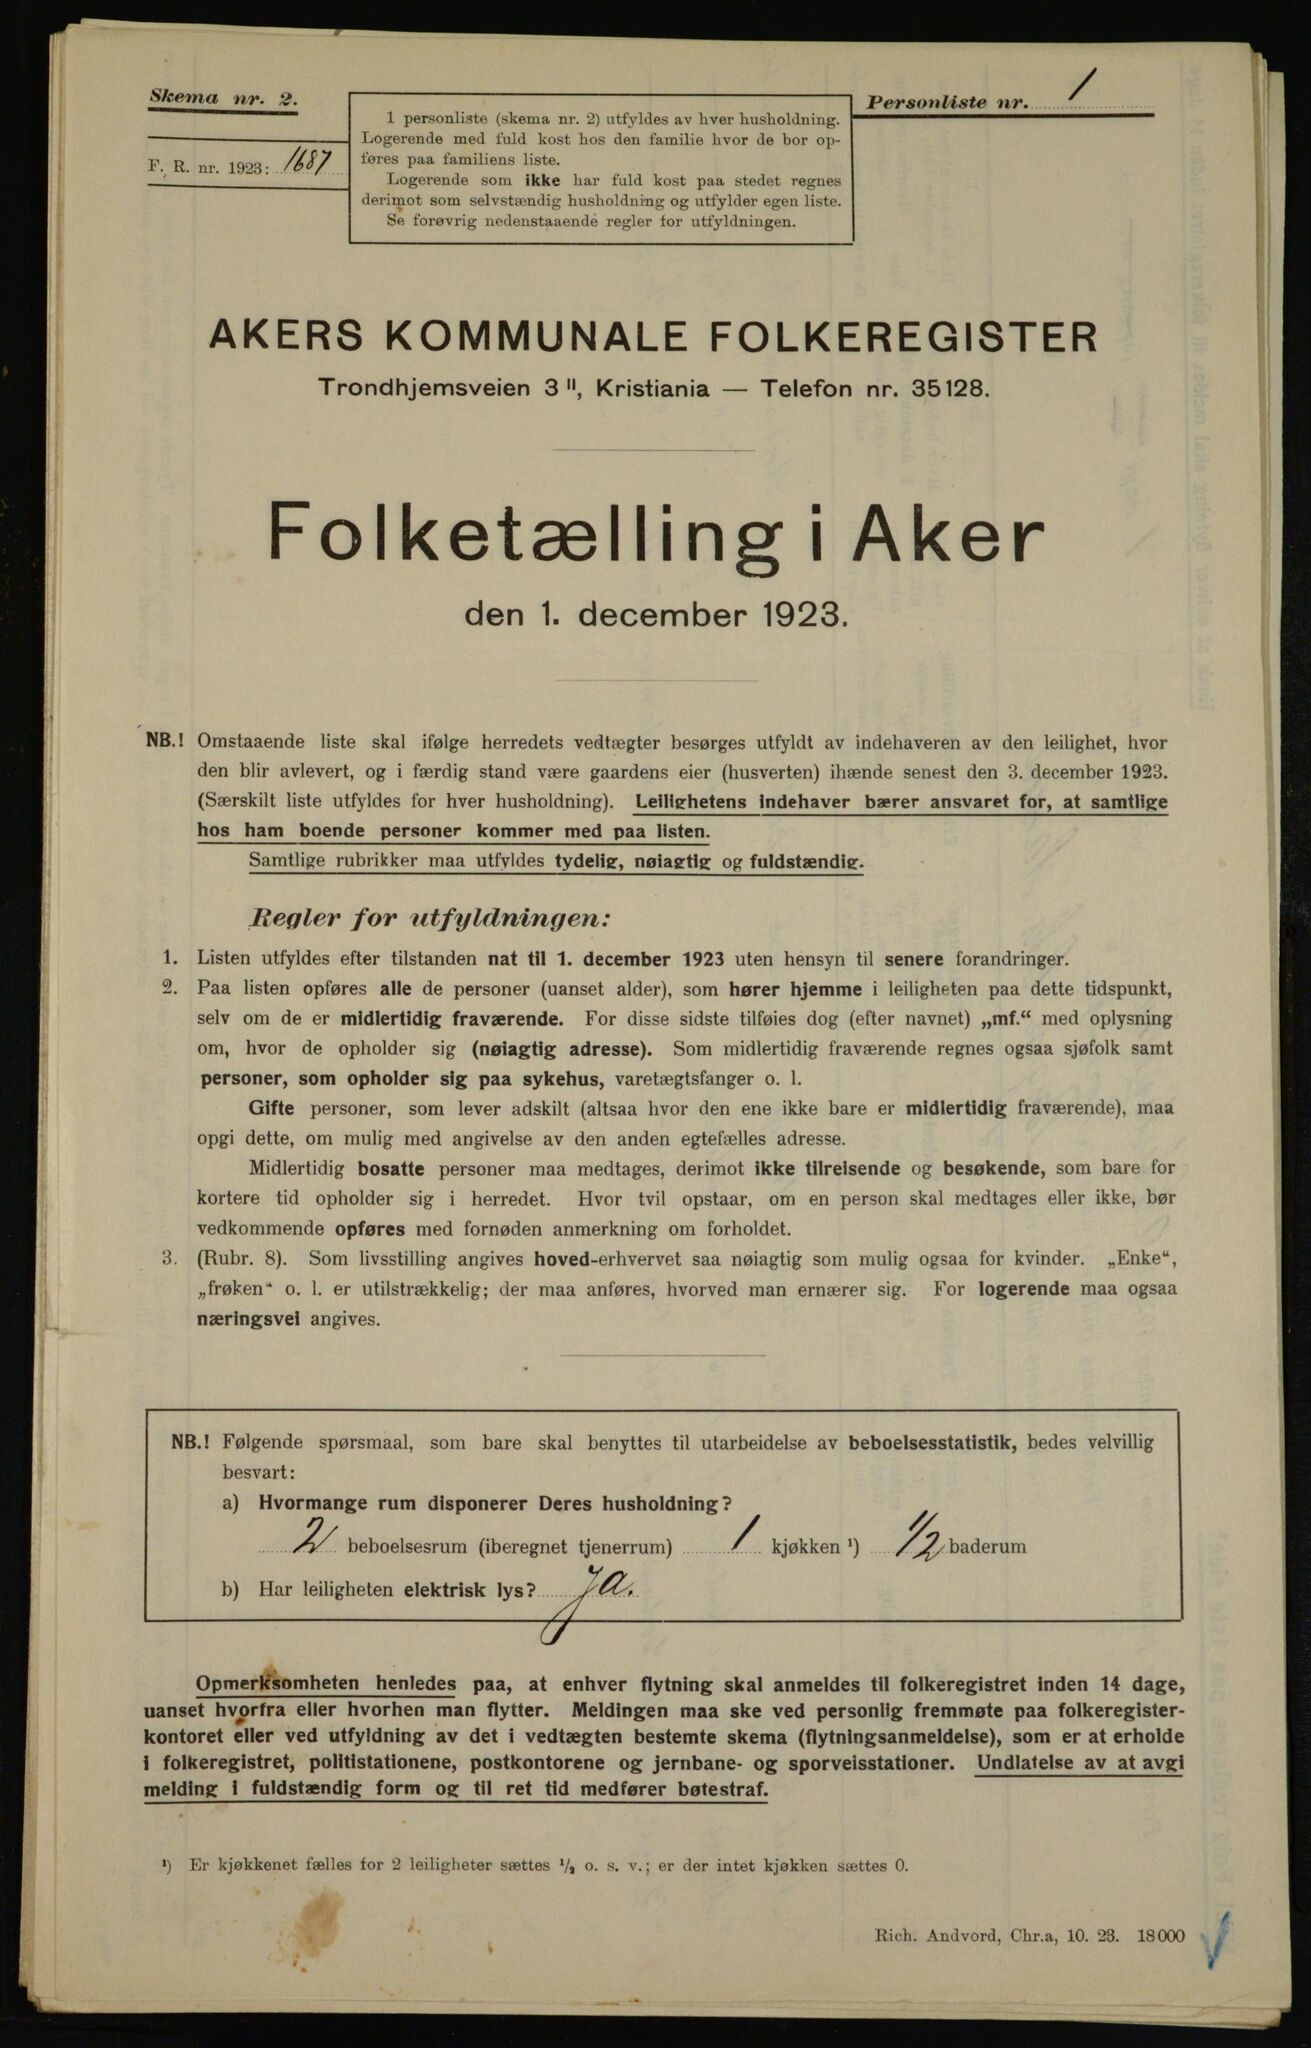 Skema nr. 2.
F. R. nr. 1923: 1687
1 personliste (skema nr. 2) utfyldes av hver husholdning.
Logerende med fuld kost hos den familie hvor de bor op-
føres paa familiens liste.
Logerende som ikke har fuld kost paa stedet regnes
derimot som selvstændig husholdning og utfylder egen liste.
Se forøvrig nedenstaaende regler for utfyldningen.
Personliste nr. 1
AKERS KOMMUNALE FOLKEREGISTER
Trondhjemsveien 3 II, Kristiania — Telefon nr. 35128.
Folketælling i Aker
den 1. december 1923.
NB.! Omstaaende liste skal ifølge herredets vedtægter besørges utfyldt av indehaveren av den leilighet, hvor
den blir avlevert, og i færdig stand være gaardens eier (husverten) ihænde senest den 3. december 1923.
(Særskilt liste utfyldes for hver husholdning). Leilighetens indehaver bærer ansvaret for, at samtlige
hos ham boende personer kommer med paa listen.
Samtlige rubrikker maa utfyldes tydelig, nøiagtig og fuldstændig.
Regler for utfyldningen:
1. Listen utfyldes efter tilstanden nat til 1. december 1923 uten hensyn til senere forandringer.
2. Paa listen opføres alle de personer (uanset alder), som hører hjemme i leiligheten paa dette tidspunkt,
selv om de er midlertidig fraværende. For disse sidste tilføies dog (efter navnet) „mf.“ med oplysning
om, hvor de opholder sig (nøiagtig adresse). Som midlertidig fraværende regnes ogsaa sjøfolk samt
personer, som opholder sig paa sykehus, varetægtsfanger o. l.
Gifte personer, som lever adskilt (altsaa hvor den ene ikke bare er midlertidig fraværende), maa
opgi dette, om mulig med angivelse av den anden egtefælles adresse.
Midlertidig bosatte personer maa medtages, derimot ikke tilreisende og besøkende, som bare for
kortere tid opholder sig i herredet. Hvor tvil opstaar, om en person skal medtages eller ikke, bør
vedkommende opføres med fornøden anmerkning om forholdet.
3. (Rubr. 8). Som livsstilling angives hoved-erhvervet saa nøiagtig som mulig ogsaa for kvinder. „Enke“,
„frøken“ o. l. er utilstrækkelig; der maa anføres, hvorved man ernærer sig. For logerende maa ogsaa
næringsvei angives.
NB.! Følgende spørsmaal, som bare skal benyttes til utarbeidelse av beboelsesstatistik, bedes velvillig
besvart:
a) Hvormange rum disponerer Deres husholdning?
2 beboelsesrum (iberegnet tjenerrum) 1 kjøkken ¹) 1/2 baderum
b) Har leiligheten elektrisk lys? Ja.
Opmerksomheten henledes paa, at enhver flytning skal anmeldes til folkeregistret inden 14 dage,
uanset hvorfra eller hvorhen man flytter. Meldingen maa ske ved personlig fremmøte paa folkeregister-
kontoret eller ved utfyldning av det i vedtægten bestemte skema (flytningsanmeldelse), som er at erholde
i folkeregistret, politistationene, postkontorene og jernbane- og sporveisstationer. Undlatelse av at avgi
melding i fuldstændig form og til ret tid medfører bøtestraf.
¹) Er kjøkkenet fælles for 2 leiligheter sættes ½ o. s. v.; er der intet kjøkken sættes 0.
Rich. Andvord, Chr.a, 10. 23. 18000